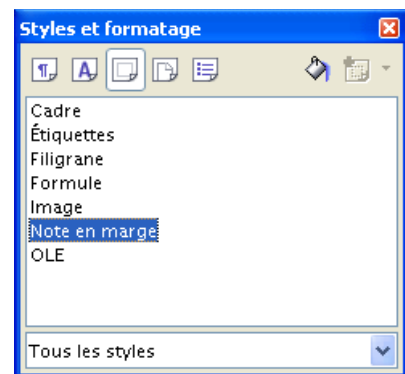 Styles et formatage
Cadre
Étiquettes
Filigrane
Formule
Image
Note en marge
OLE
Tous les styles